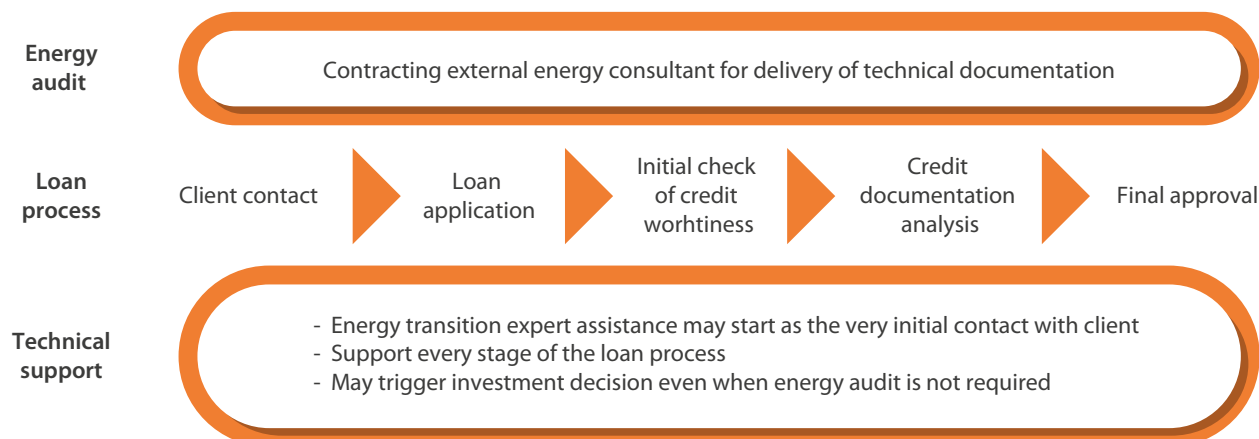 Energy
audit
Contracting external energy consultant for delivery of technical documentation
Loan
process
Client contact
Loan
application
Initial check
of credit
worhtiness
Credit
documentation
analysis
Final approval
Technical
support
- Energy transition expert assistance may start as the very initial contact with client
- Support every stage of the loan process
- May trigger investment decision even when energy audit is not required